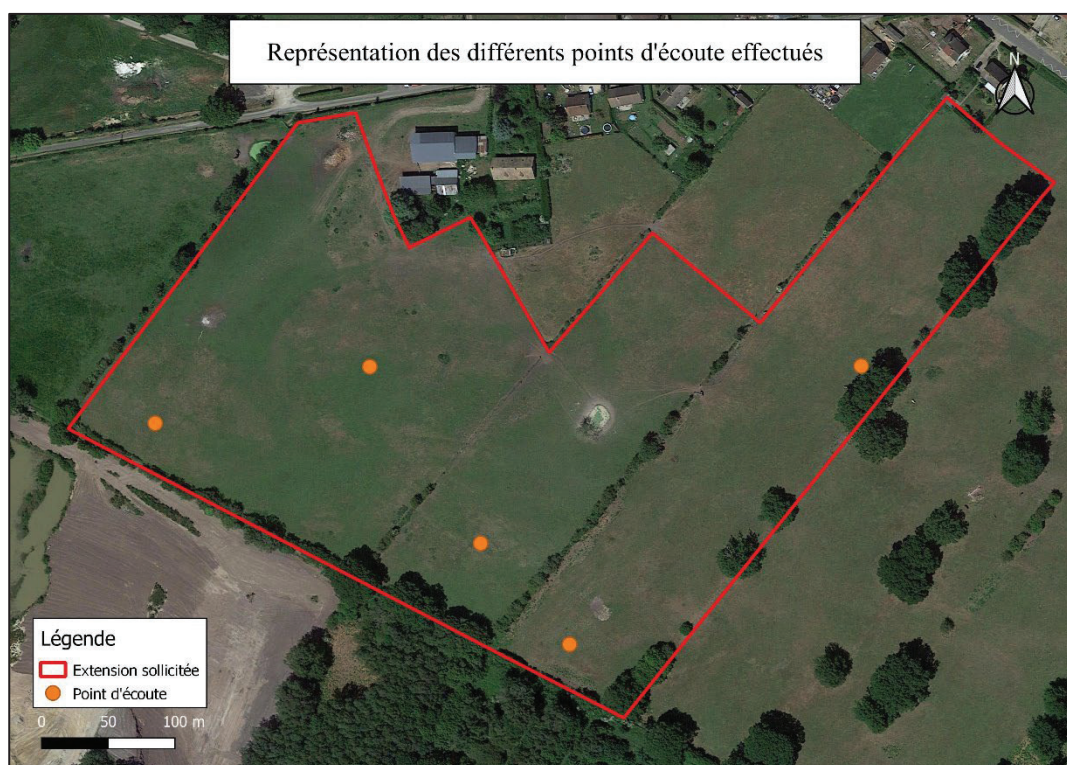 Représentation des différents points d'écoute effectués
N
Légende
Extension sollicitée
Point d'écoute
0 50 100 m